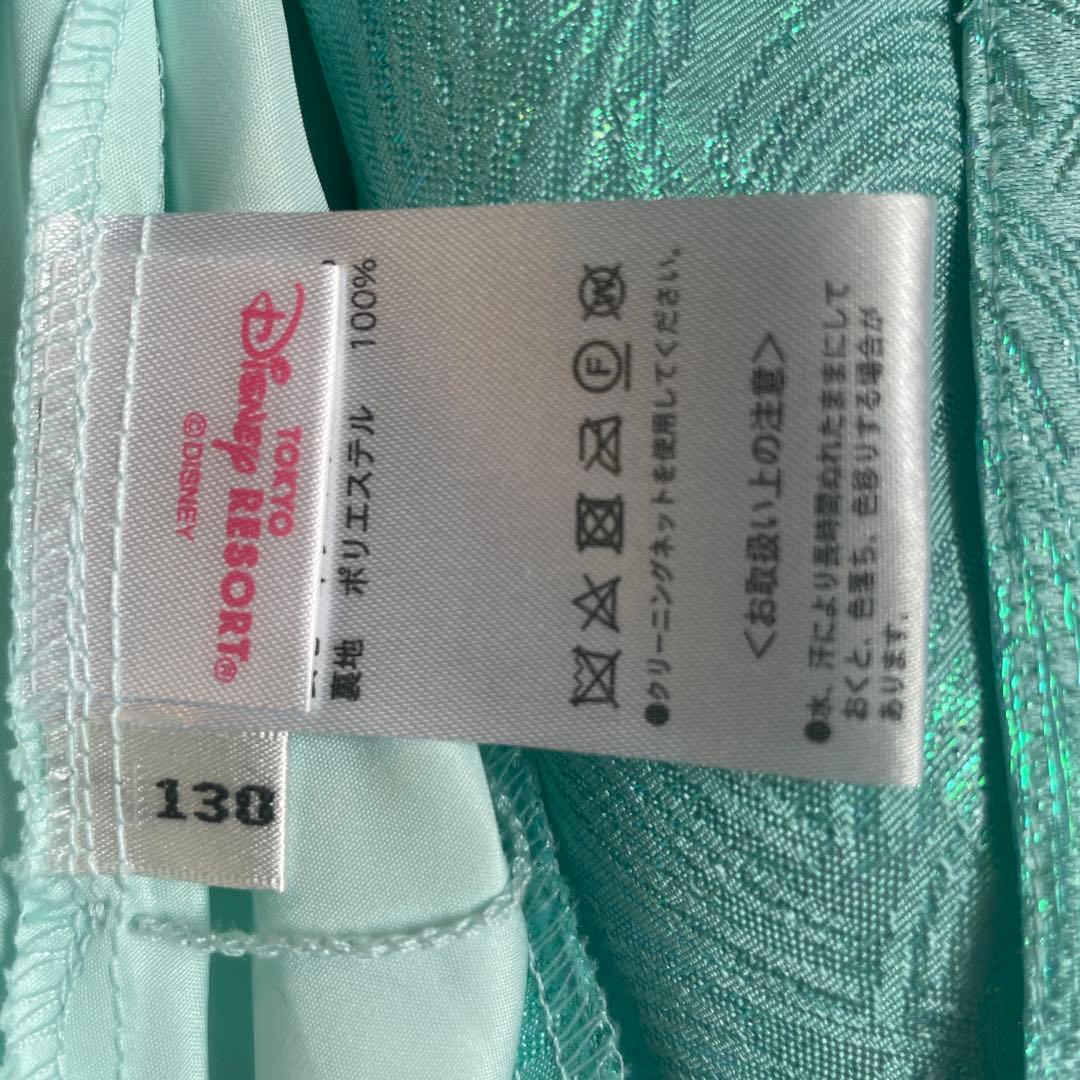 TOKYO
Disney RESORT®
©DISNEY
130
裏地 ポリエステル 100%
●クリーニングネットを使用してください。
<お取扱い上の注意>
●水、汗により長時間ぬれたままにして
おくと、色落ち、色移りする場合が
あります。